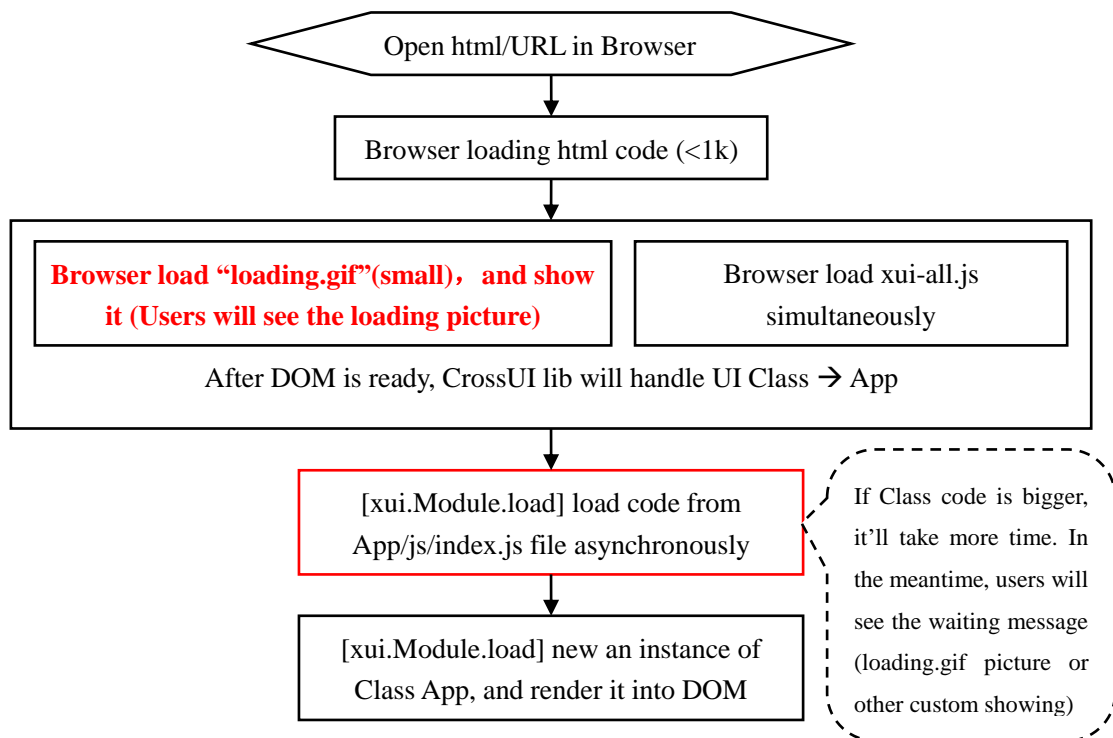 Open html/URL in Browser
Browser loading html code (<1k)
Browser load “loading.gif”(small)，and show
it (Users will see the loading picture)
Browser load xui-all.js
simultaneously
After DOM is ready, CrossUI lib will handle UI Class → App
[xui.Module.load] load code from
App/js/index.js file asynchronously
If Class code is bigger,
it’ll take more time. In
the meantime, users will
see the waiting message
(loading.gif picture or
other custom showing)
[xui.Module.load] new an instance of
Class App, and render it into DOM